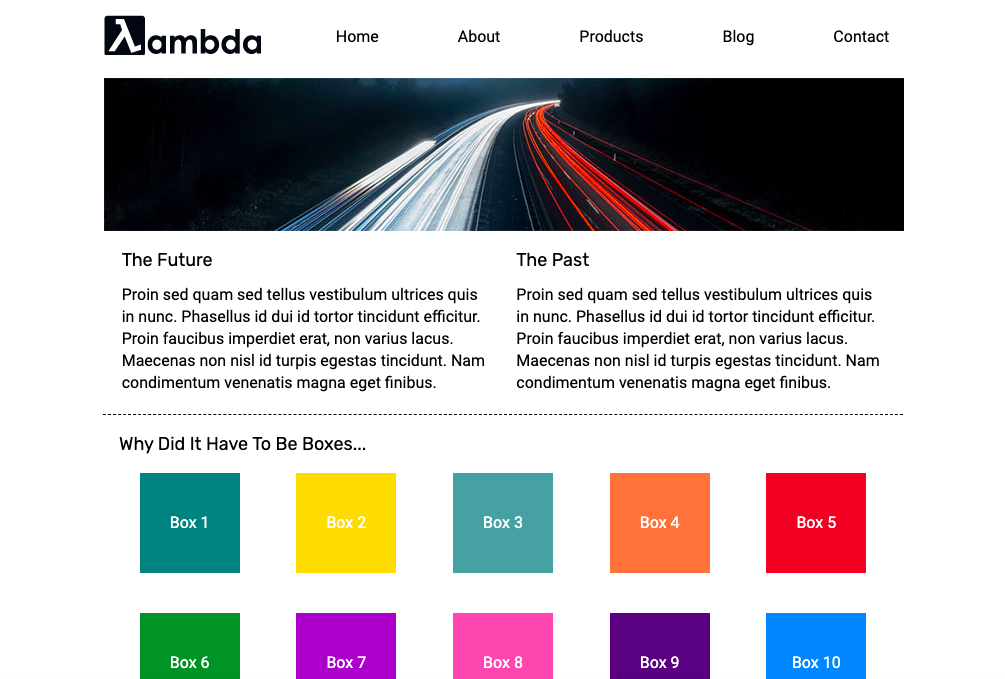 λambda
Home About Products Blog Contact
The Future
Proin sed quam sed tellus vestibulum ultrices quis
in nunc. Phasellus id dui id tortor tincidunt efficitur.
Proin faucibus imperdiet erat, non varius lacus.
Maecenas non nisl id turpis egestas tincidunt. Nam
condimentum venenatis magna eget finibus.
The Past
Proin sed quam sed tellus vestibulum ultrices quis
in nunc. Phasellus id dui id tortor tincidunt efficitur.
Proin faucibus imperdiet erat, non varius lacus.
Maecenas non nisl id turpis egestas tincidunt. Nam
condimentum venenatis magna eget finibus.
Why Did It Have To Be Boxes...
Box 1 Box 2 Box 3 Box 4 Box 5
Box 6 Box 7 Box 8 Box 9 Box 10